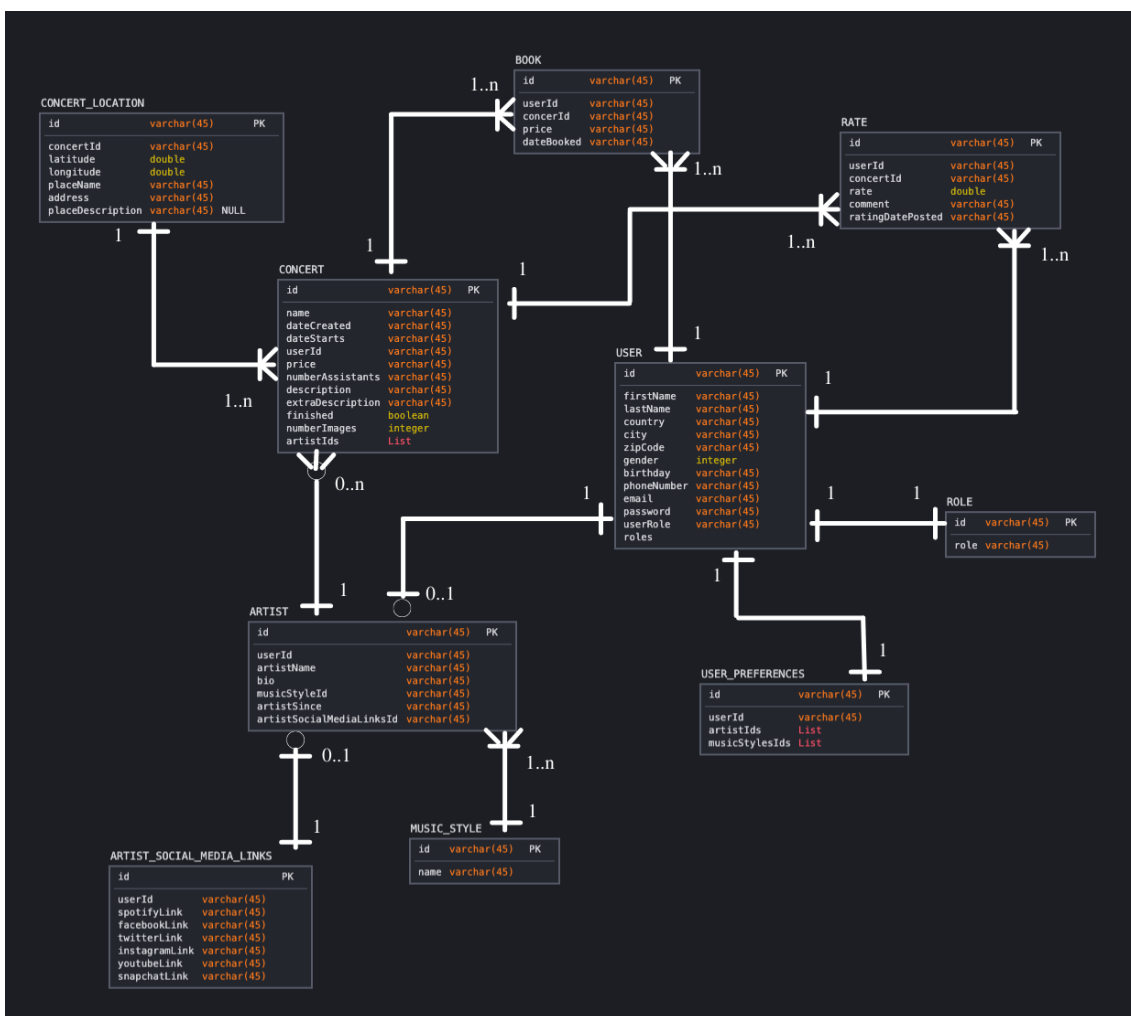 BOOK
id varchar(45) PK
userId varchar(45)
concerId varchar(45)
price varchar(45)
dateBooked varchar(45)
1..n
1..n
CONCERT_LOCATION
id varchar(45) PK
concertId varchar(45)
latitude double
longitude double
placeName varchar(45)
address varchar(45)
placeDescription varchar(45) NULL
1
RATE
id varchar(45) PK
userId varchar(45)
concertId varchar(45)
rate double
comment varchar(45)
ratingDatePosted varchar(45)
1..n
1..n
1
1
CONCERT
id varchar(45) PK
name varchar(45)
dateCreated varchar(45)
dateStarts varchar(45)
userId varchar(45)
price varchar(45)
numberAssistants varchar(45)
description varchar(45)
extraDescription varchar(45)
finished boolean
numberImages integer
artistIds List
1..n
0..n
1
USER
id varchar(45) PK
firstName varchar(45)
lastName varchar(45)
country varchar(45)
city varchar(45)
zipCode varchar(45)
gender integer
birthday varchar(45)
phoneNumber varchar(45)
email varchar(45)
password varchar(45)
userRole varchar(45)
roles
1
1
1
1
1
ROLE
id varchar(45) PK
role varchar(45)
1
0..1
ARTIST
id varchar(45) PK
userId varchar(45)
artistName varchar(45)
bio varchar(45)
musicStyleId varchar(45)
artistSince varchar(45)
artistSocialMediaLinksId varchar(45)
0..1
1..n
1
USER_PREFERENCES
id varchar(45) PK
userId varchar(45)
artistIds List
musicStylesIds List
1
1
MUSIC_STYLE
id varchar(45) PK
name varchar(45)
ARTIST_SOCIAL_MEDIA_LINKS
id PK
userId varchar(45)
spotifyLink varchar(45)
facebookLink varchar(45)
twitterLink varchar(45)
instagramLink varchar(45)
youtubeLink varchar(45)
snapchatLink varchar(45)